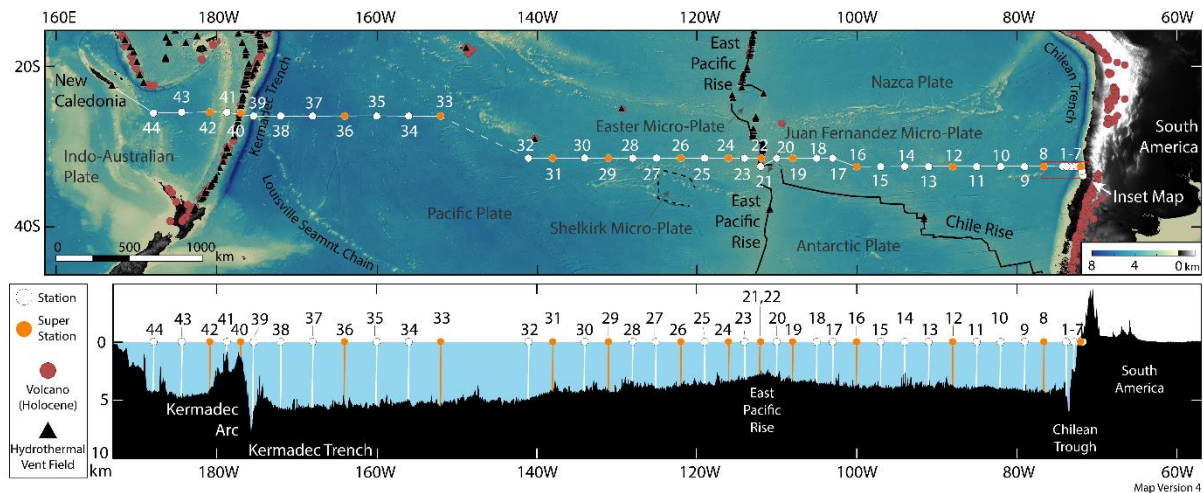 160E 180W 160W 140W 120W 100W 80W 60W
20S
40S
New
Caledonia
43 41 39 37 35 33
44 42 40 38 36 34
Kermadec Trench
Indo-Australian
Plate
Louisville Seamnt. Chain
Pacific Plate
0 500 1000
km
East
Pacific
Rise
Easter Micro-Plate
Nazca Plate
Juan Fernandez Micro-Plate
32 30 28 26 24 22 20 18 16 14 12 10 8 1-7
31 29 27 25 23 21 19 17 15 13 11 9
Shelkirk Micro-Plate
East
Pacific
Rise
Chile Rise
Antarctic Plate
Chilean
Trench
South
America
Inset Map
8 4 0 km
Station
Super
Station
Volcano
(Holocene)
Hydrothermal
Vent Field
21,22
44 43 42 41 40 39 38 37 36 35 34 33 32 31 30 29 28 27 26 25 24 23 20 19 18 17 16 17 14 11 12 15 10 9 8 1-7
0
5
10
km
Kermadec
Arc
Kermadec Trench
East
Pacific
Rise
Chilean
Trough
South
America
180W 160W 140W 120W 100W 80W 60W
Map Version 4